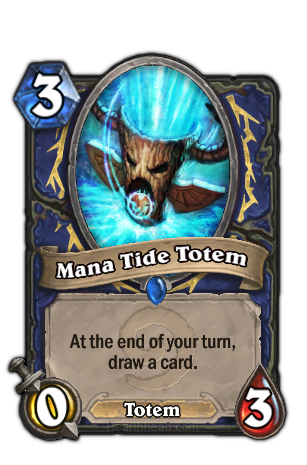 3
Mana Tide Totem
At the end of your turn,
draw a card.
0
Totem
3